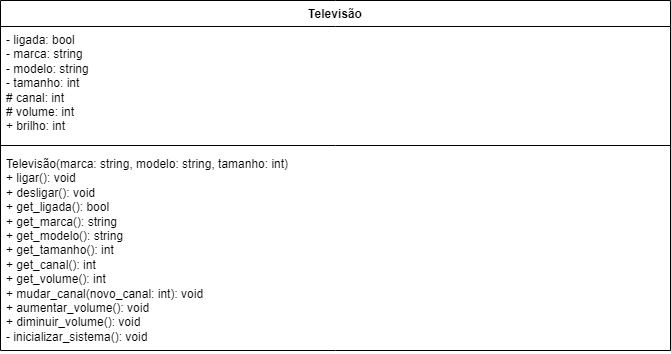 Televisão
- ligada: bool
- marca: string
- modelo: string
- tamanho: int
# canal: int
# volume: int
+ brilho: int
Televisão(marca: string, modelo: string, tamanho: int)
+ ligar(): void
+ desligar(): void
+ get_ligada(): bool
+ get_marca(): string
+ get_modelo(): string
+ get_tamanho(): int
+ get_canal(): int
+ get_volume(): int
+ mudar_canal(novo_canal: int): void
+ aumentar_volume(): void
+ diminuir_volume(): void
- inicializar_sistema(): void